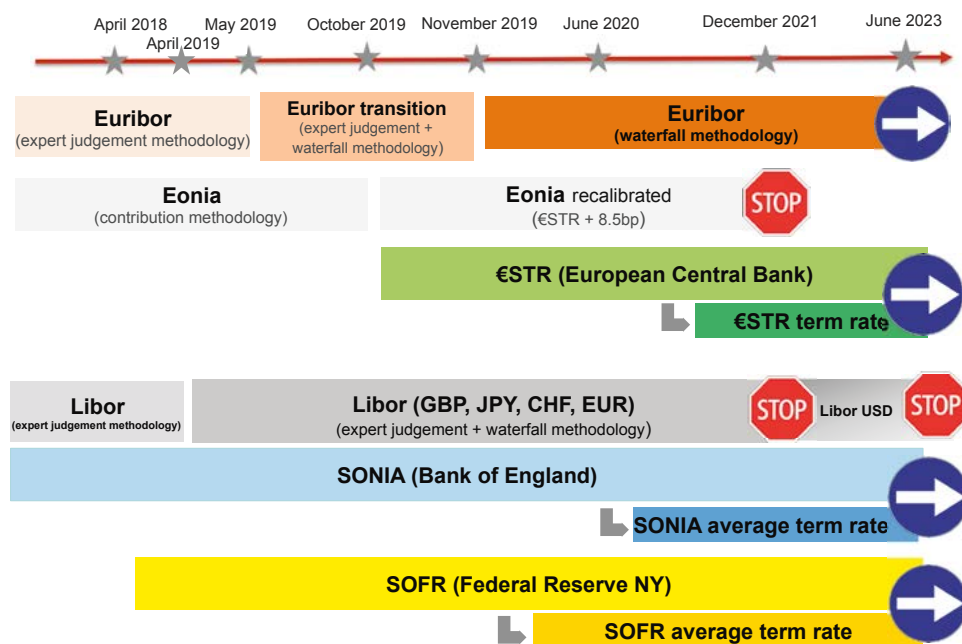 April 2018
April 2019
May 2019
October 2019
November 2019
June 2020
December 2021
June 2023
Euribor
(expert judgement methodology)
Euribor transition
(expert judgement +
waterfall methodology)
Euribor
(waterfall methodology)
Eonia
(contribution methodology)
Eonia recalibrated
(€STR + 8.5bp)
STOP
€STR (European Central Bank)
€STR term rate
Libor
(expert judgement methodology)
Libor (GBP, JPY, CHF, EUR)
(expert judgement + waterfall methodology)
STOP
Libor USD
STOP
SONIA (Bank of England)
SONIA average term rate
SOFR (Federal Reserve NY)
SOFR average term rate